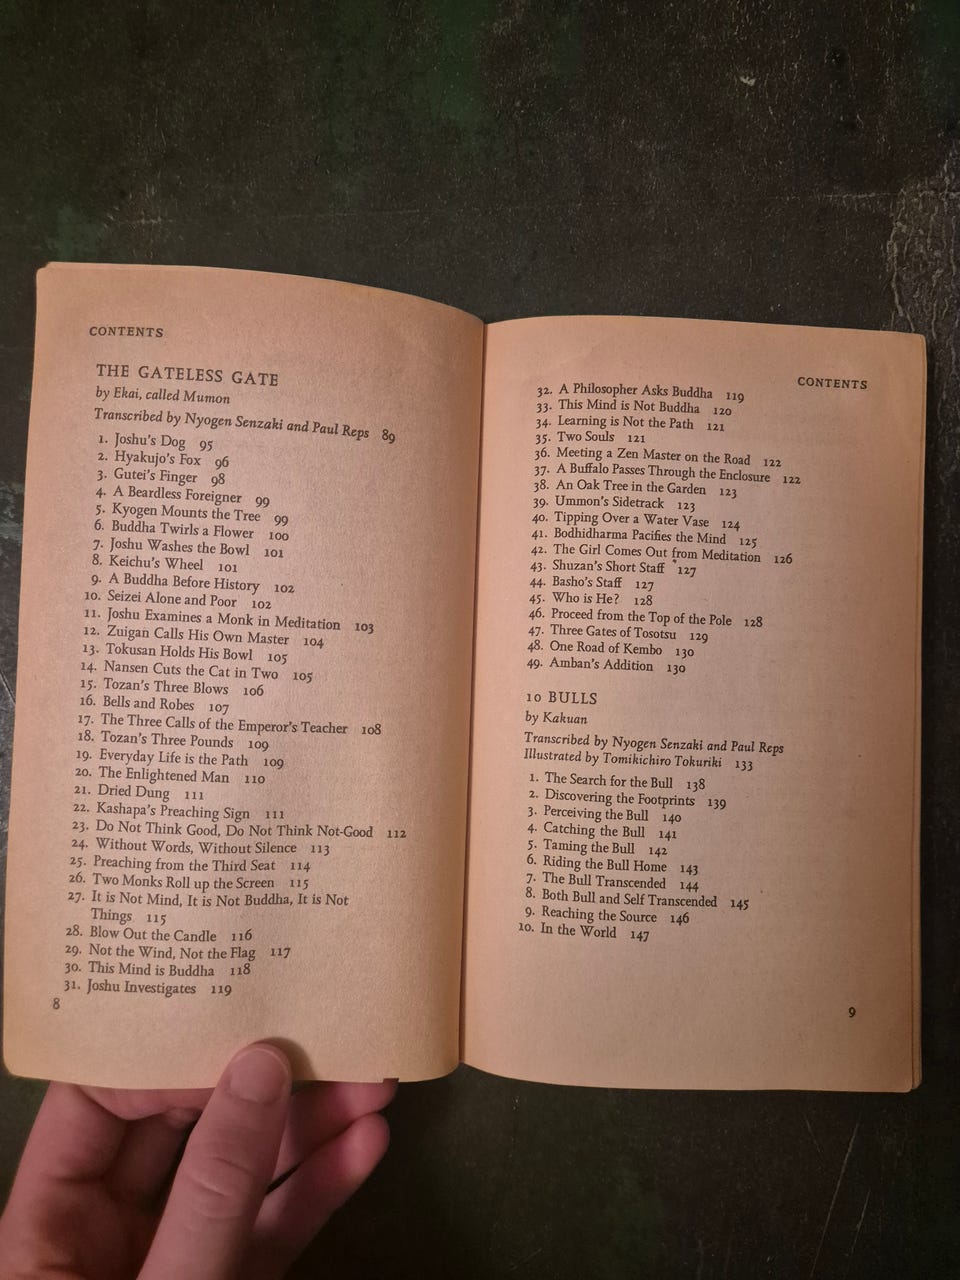 CONTENTS
THE GATELESS GATE
by Ekai, called Mumon
Transcribed by Nyogen Senzaki and Paul Reps 89
1. Joshu's Dog 95
2. Hyakujo's Fox 96
3. Gutei's Finger 98
4. A Beardless Foreigner 99
5. Kyogen Mounts the Tree 99
6. Buddha Twirls a Flower 100
7. Joshu Washes the Bowl 101
8. Keichu's Wheel 101
9. A Buddha Before History 102
10. Seizei Alone and Poor 102
11. Joshu Examines a Monk in Meditation 103
12. Zuigan Calls His Own Master 104
13. Tokusan Holds His Bowl 105
14. Nansen Cuts the Cat in Two 105
15. Tozan's Three Blows 106
16. Bells and Robes 107
17. The Three Calls of the Emperor's Teacher 108
18. Tozan's Three Pounds 109
19. Everyday Life is the Path 109
20. The Enlightened Man 110
21. Dried Dung 111
22. Kashapa's Preaching Sign 111
23. Do Not Think Good, Do Not Think Not-Good 112
24. Without Words, Without Silence 113
25. Preaching from the Third Seat 114
26. Two Monks Roll up the Screen 115
27. It is Not Mind, It is Not Buddha, It is Not
Things 115
28. Blow Out the Candle 116
29. Not the Wind, Not the Flag 117
30. This Mind is Buddha 118
31. Joshu Investigates 119
8
CONTENTS
32. A Philosopher Asks Buddha 119
33. This Mind is Not Buddha 120
34. Learning is Not the Path 121
35. Two Souls 121
36. Meeting a Zen Master on the Road 122
37. A Buffalo Passes Through the Enclosure 122
38. An Oak Tree in the Garden 123
39. Ummon's Sidetrack 123
40. Tipping Over a Water Vase 124
41. Bodhidharma Pacifies the Mind 125
42. The Girl Comes Out from Meditation 126
43. Shuzan's Short Staff 127
44. Basho's Staff 127
45. Who is He? 128
46. Proceed from the Top of the Pole 128
47. Three Gates of Tosotsu 129
48. One Road of Kembo 130
49. Amban's Addition 130
10 BULLS
by Kakuan
Transcribed by Nyogen Senzaki and Paul Reps
Illustrated by Tomikichiro Tokuriki 133
1. The Search for the Bull 138
2. Discovering the Footprints 139
3. Perceiving the Bull 140
4. Catching the Bull 141
5. Taming the Bull 142
6. Riding the Bull Home 143
7. The Bull Transcended 144
8. Both Bull and Self Transcended 145
9. Reaching the Source 146
10. In the World 147
9